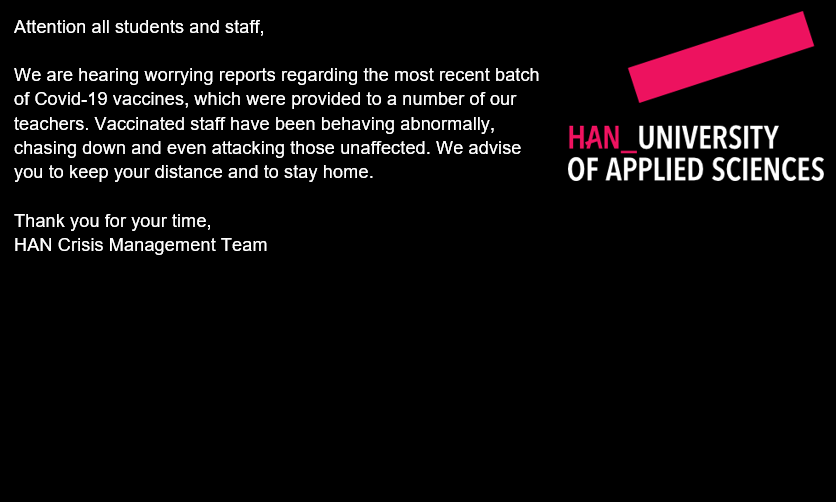 Attention all students and staff,
We are hearing worrying reports regarding the most recent batch
of Covid-19 vaccines, which were provided to a number of our
teachers. Vaccinated staff have been behaving abnormally,
chasing down and even attacking those unaffected. We advise
you to keep your distance and to stay home.
Thank you for your time,
HAN Crisis Management Team
HAN_UNIVERSITY
OF APPLIED SCIENCES